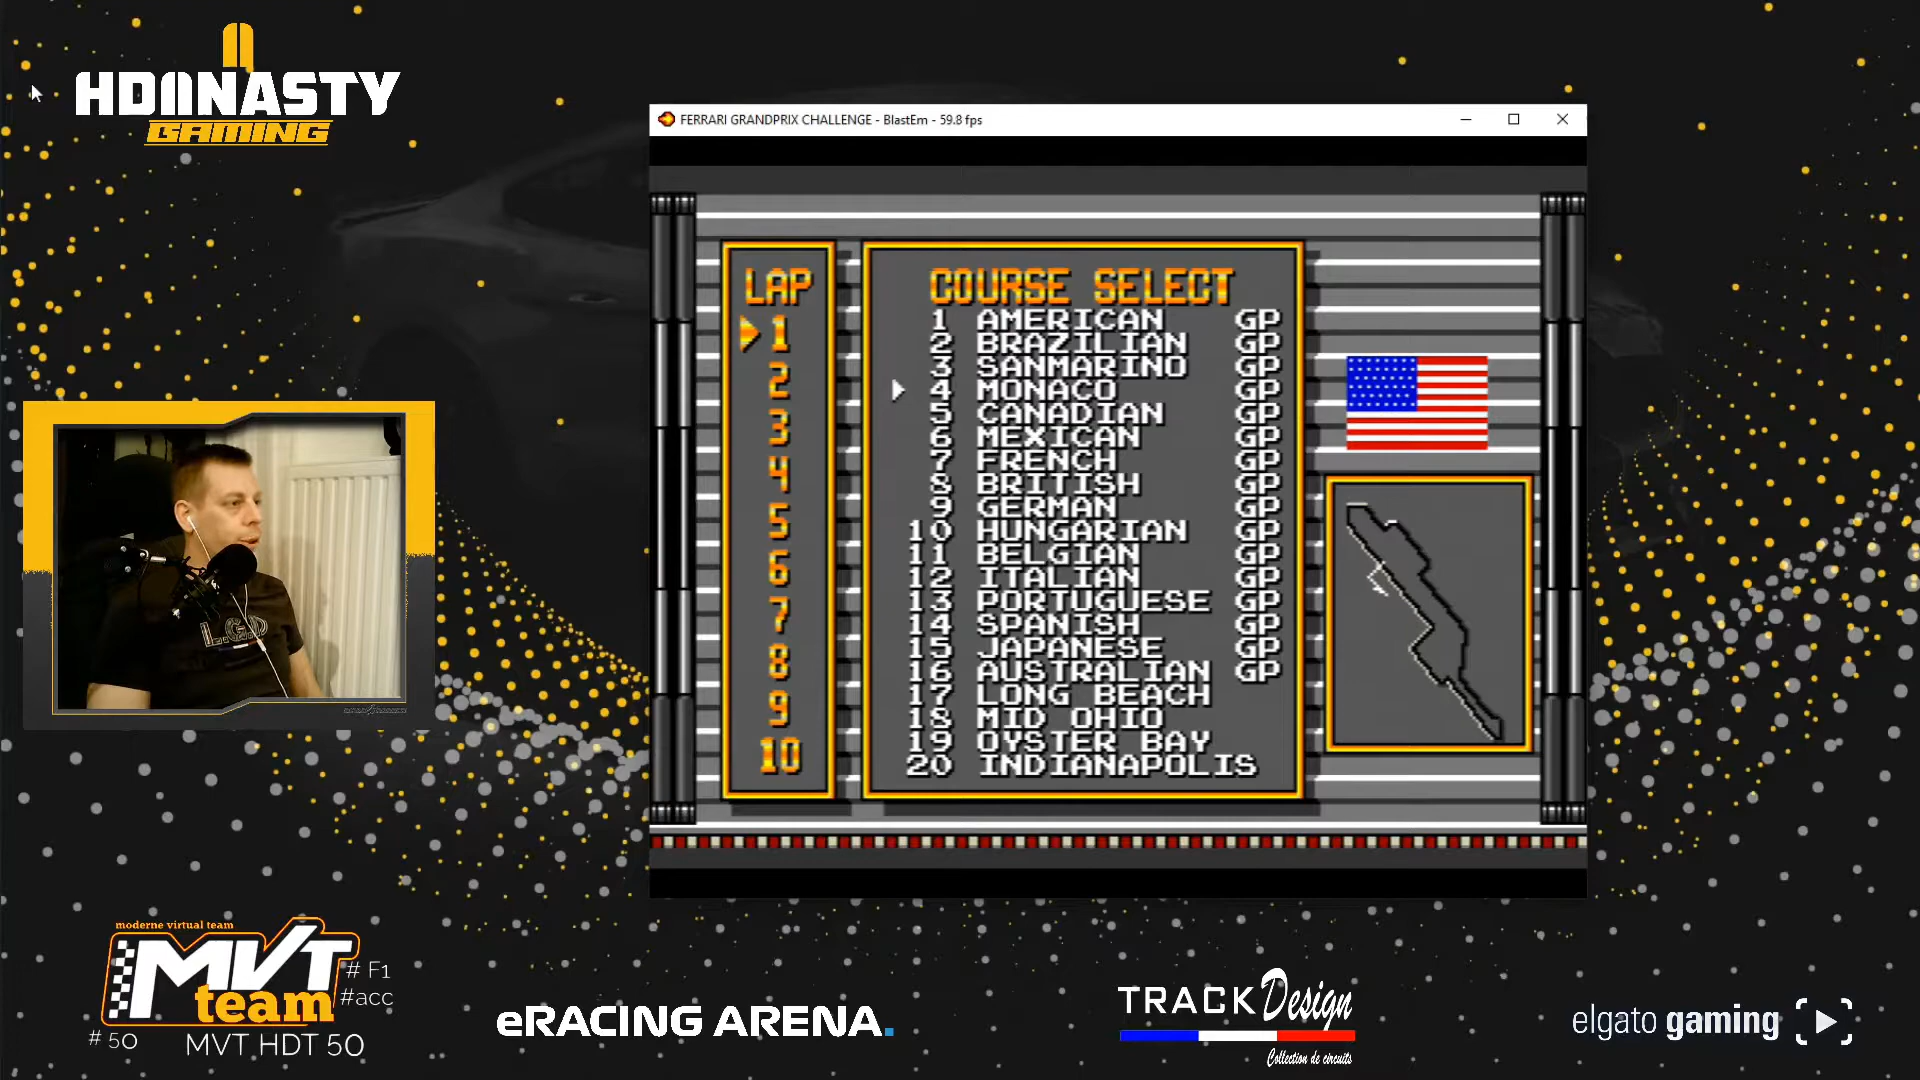 HDNNASTY
GAMING
FERRARI GRANDPRIX CHALLENGE - BlastEm - 59.8 fps
LAP
1
2
3
4
5
6
7
8
9
10
COURSE SELECT
1 AMERICAN GP
2 BRAZILIAN GP
3 SANMARINO GP
4 MONACO GP
5 CANADIAN GP
6 MEXICAN GP
7 FRENCH GP
8 BRITISH GP
9 GERMAN GP
10 HUNGARIAN GP
11 BELGIAN GP
12 ITALIAN GP
13 PORTUGUESE GP
14 SPANISH GP
15 JAPANESE GP
16 AUSTRALIAN GP
17 LONG BEACH
18 MID OHIO
19 OYSTER BAY
20 INDIANAPOLIS
moderne virtual team
MVT
team
# F1
#acc
# 50
MVT HDT 50
eRACING ARENA.
TRACK Design
Collection de circuits
elgato gaming